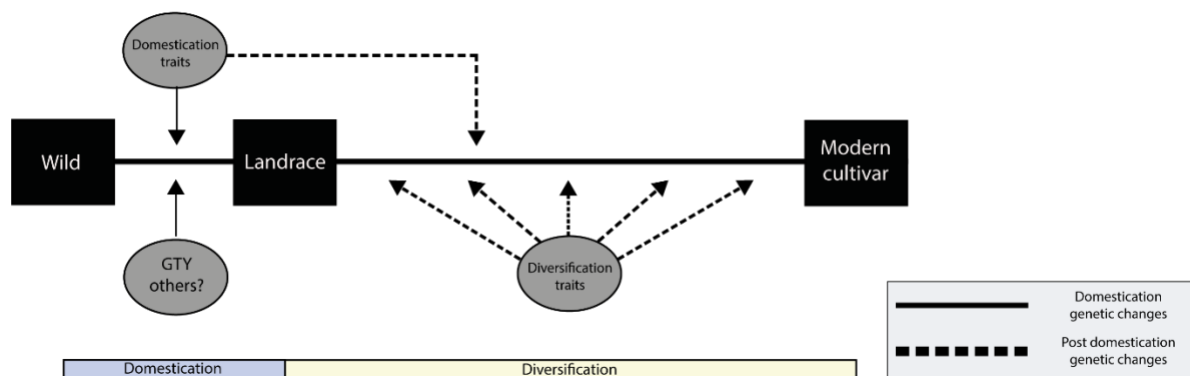 Domestication
traits
Wild
Landrace
Modern
cultivar
GTY
others?
Diversification
traits
Domestication
genetic changes
Post domestication
genetic changes
Domestication
Diversification